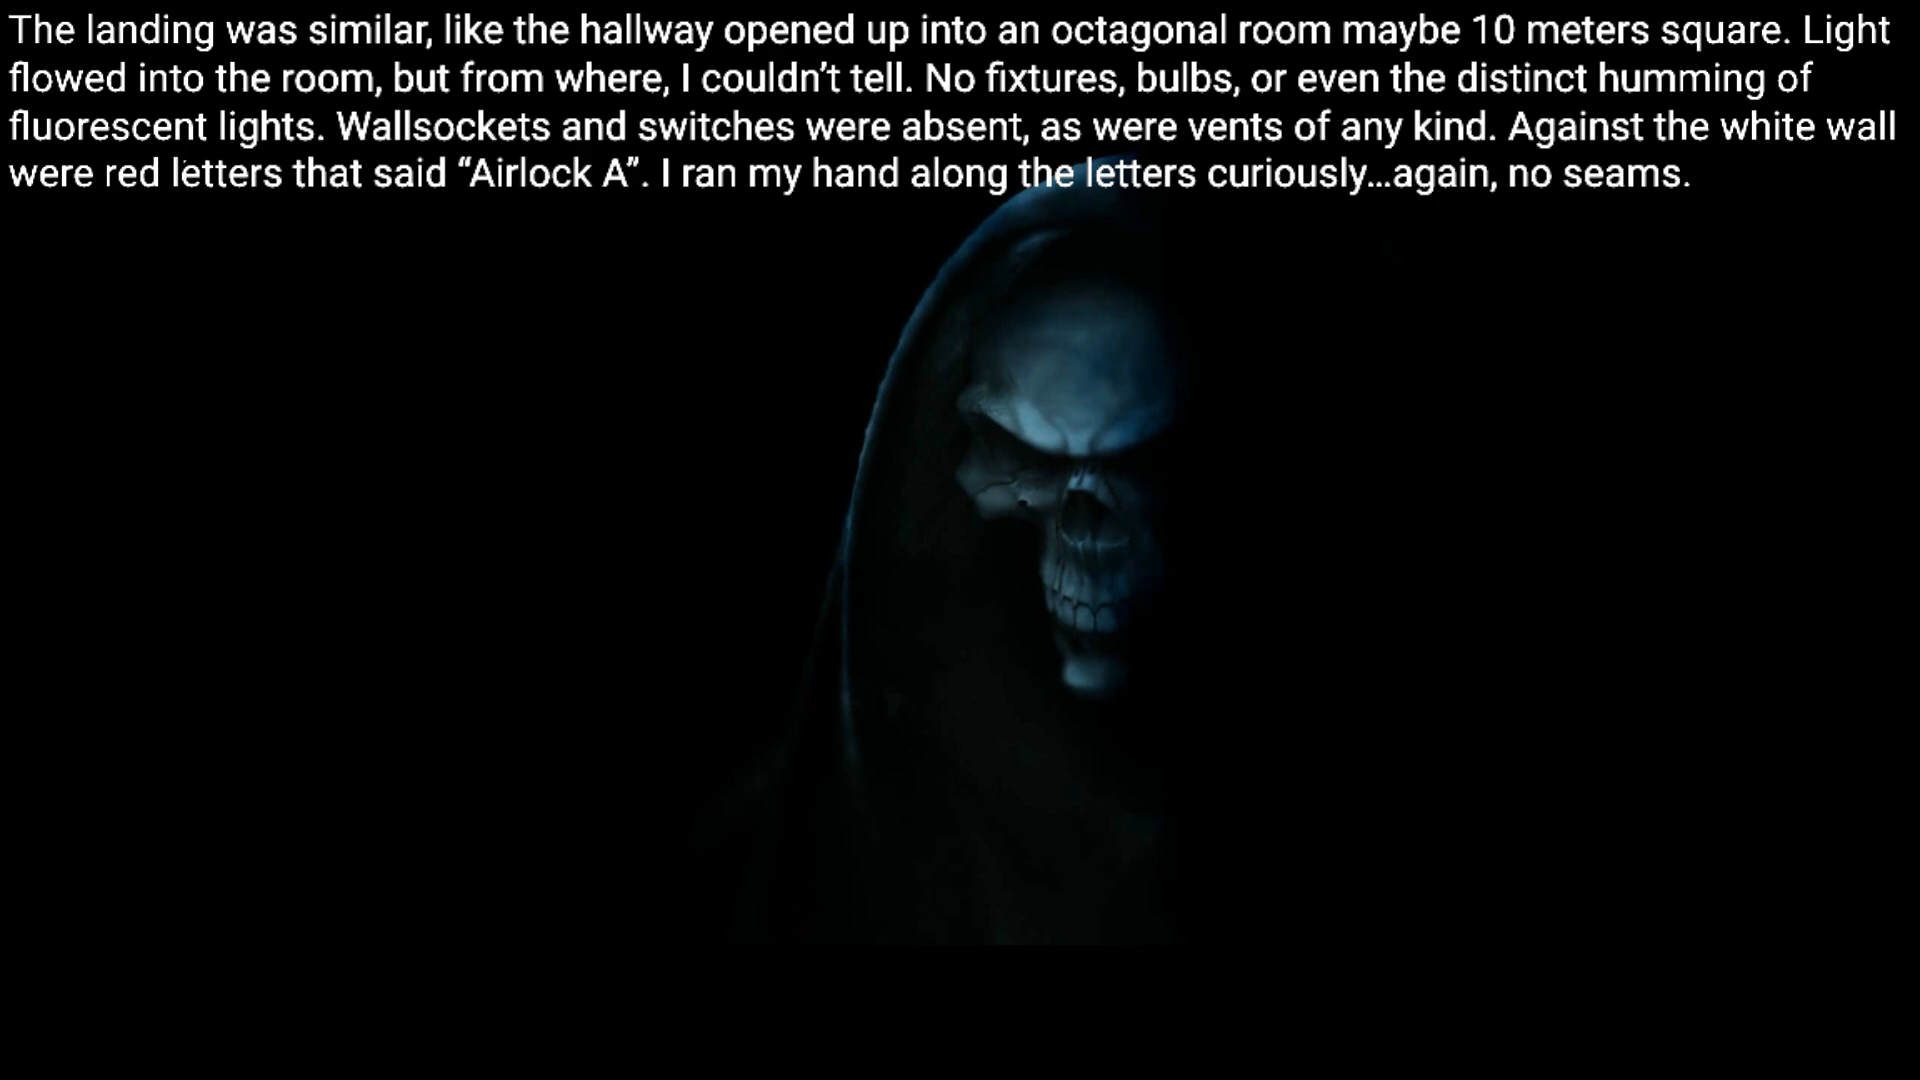 The landing was similar, like the hallway opened up into an octagonal room maybe 10 meters square. Light
flowed into the room, but from where, I couldn’t tell. No fixtures, bulbs, or even the distinct humming of
fluorescent lights. Wallsockets and switches were absent, as were vents of any kind. Against the white wall
were red letters that said “Airlock A”. I ran my hand along the letters curiously…again, no seams.